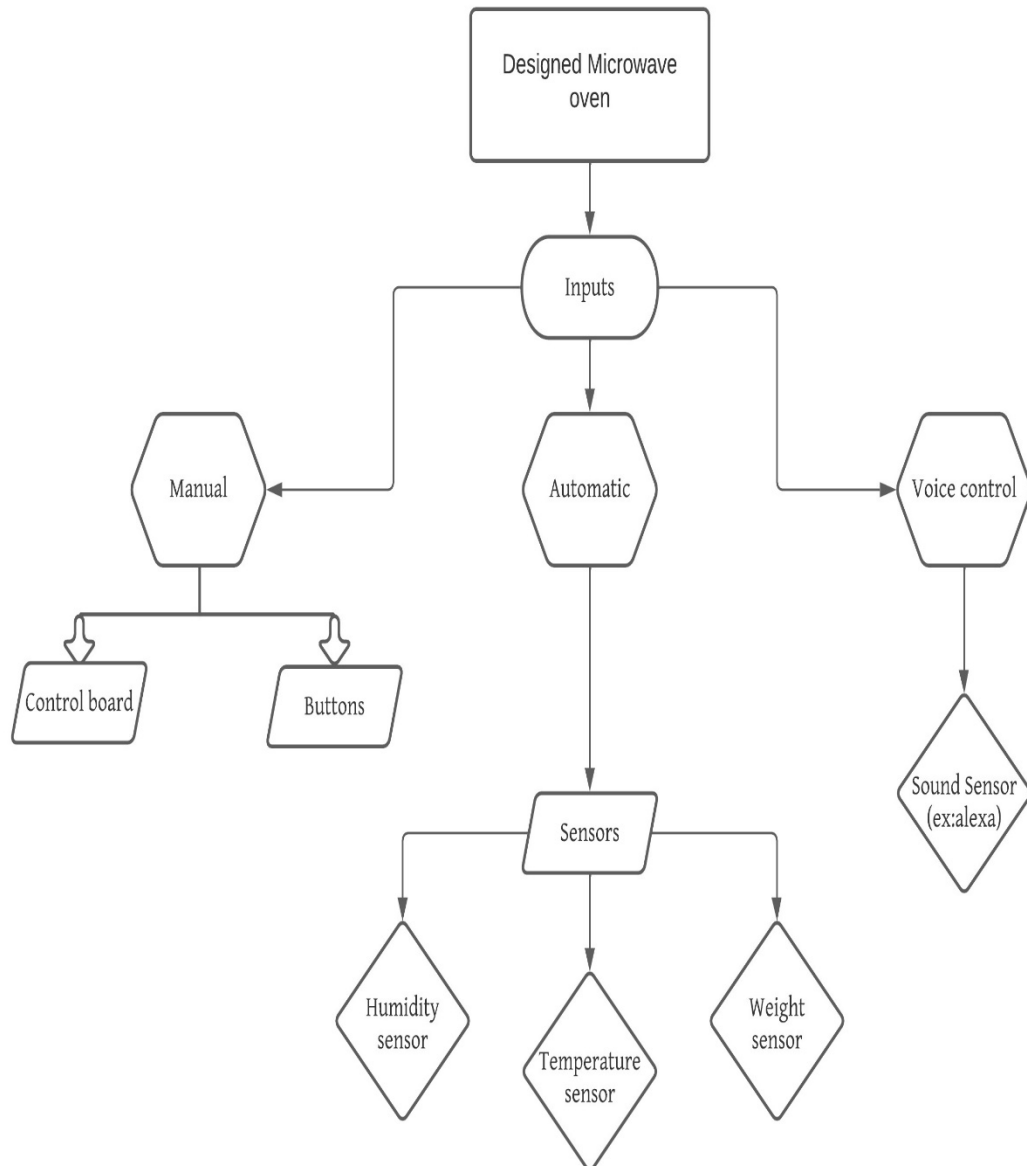 Designed Microwave
oven
Inputs
Manual
Automatic
Voice control
Control board
Buttons
Sound Sensor
(ex:alexa)
Sensors
Humidity
sensor
Temperature
sensor
Weight
sensor